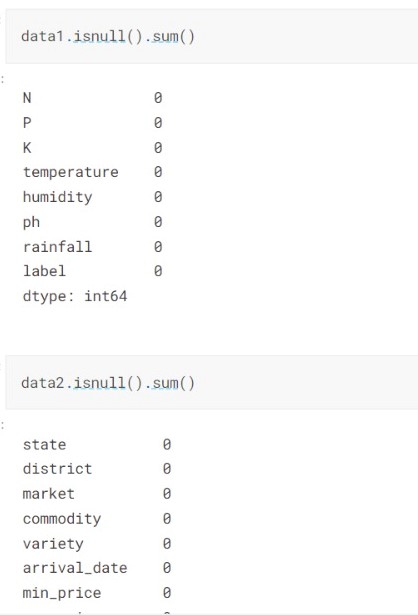 data1.isnull().sum()
N 0
P 0
K 0
temperature 0
humidity 0
ph 0
rainfall 0
label 0
dtype: int64
data2.isnull().sum()
state 0
district 0
market 0
commodity 0
variety 0
arrival_date 0
min_price 0